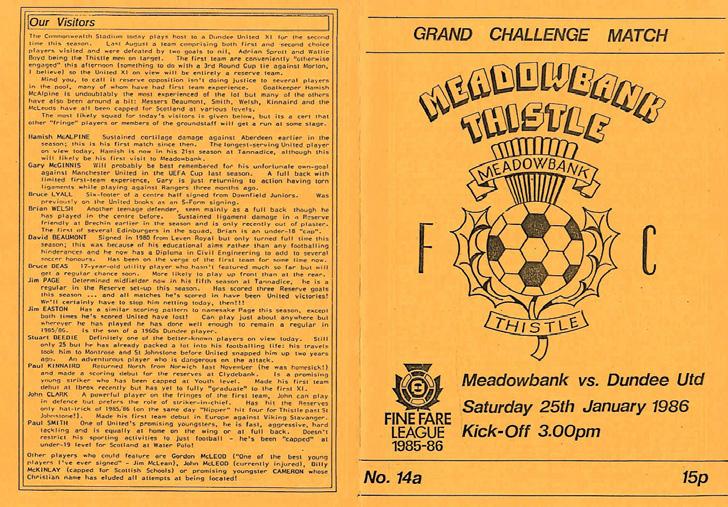 Our Visitors
The Commonwealth Stadium today plays host to a Dundee United XI for the second
time this season. Last August a team comprising both first and second choice
players visited and were defeated by two goals to nil, Adrian Sprott and Wattie
Boyd being the Thistle men on target. The first team are conveniently "otherwise
engaged" this afternoon (something to do with a 3rd Round Cup tie against Morton,
I believe) so the United XI on view will be entirely a reserve team.
Mind you, to call it reserve opposition isn't doing justice to several players
in the pool, many of whom have had first team experience. Goalkeeper Hamish
McAlpine is undoubtably the most experienced of the lot but many of the others
have also been around a bit: Messers Beaumont, Smith, Welsh, Kinnaird and the
McLeods have all been capped for Scotland at various levels.
The most likely squad for today's visitors is given below, but its a cert that
other "fringe" players or members of the groundstaff will get a run at some stage.
Hamish McALPINE Sustained cartilage damage against Aberdeen earlier in the
season; this is his first match since then. The longest-serving United player
on view today, Hamish is now in his 21st season at Tannadice, although this
will likely be his first visit to Meadowbank.
Gary McGINNIS Will probably be best remembered for his unfortunate own-goal
against Manchester United in the UEFA Cup last season. A full back with
limited first-team experience, Gary is just returning to action having torn
ligaments while playing against Rangers three months ago.
Bruce LYALL Six-footer of a centre half signed from Downfield Juniors. Was
previously on the United books as an S-Form signing.
Brian WELSH Another teenage defender, seen mainly as a full back though he
has played in the centre before. Sustained ligament damage in a Reserve
friendly at Brechin earlier in the season and is only recently out of plaster.
The first of several Edinburgers in the squad, Brian is an under-18 "cap".
David BEAUMONT Signed in 1980 from Leven Royal but only turned full time this
season; this was because of his educational aims rather than any footballing
hinderances and he now has a Diploma in Civil Engineering to add to several
soccer honours. Has been on the verge of the first team for some time now.
Bruce DEAS 17-year-old utility player who hasn't featured much so far but will
get a regular chance soon. More likely to play up front than at the rear.
Jim PAGE Determined midfielder now in his fifth season at Tannadice, he is a
regular in the Reserve set-up this season. Has scored three Reserve goals
this season ... and all matches he's scored in have been United victories!
We'll certainly have to stop him netting today, then!!!
Jim EASTON Has a similar scoring pattern to namesake Page this season, except
both times he's scored United have lost! Can play just about anywhere but
wherever he has played he has done well enough to remain a regular in
1985/86. Is the son of a 1960s Dundee player.
Stuart BEEDIE Definitely one of the better-known players on view today. Still
only 25 but he has already packed a lot into his footballing life: his travels
took him to Montrose and St Johnstone before United snapped him up two years
ago. An adventurous player who is dangerous on the attack.
Paul KINNAIRD Returned North from Norwich last November (he was homesick!)
and made a scoring debut for the reserves at Clydebank. Is a promising
young striker who has been capped at Youth level. Made his first team
debut at Ibrox recently but has yet to fully "graduate" to the first XI.
John CLARK A powerful player on the fringes of the first team, John can play
in defence but prefers the role of striker-in-chief. Has hit the Reserves
only hat-trick of 1985/86 (on the same day "Nipper" hit four for Thistle past St
Johnstone!). Made his first team debut in Europe against Viking Stavanger.
Paul SMITH One of United's promising youngsters, he is fast, aggressive, hard
tackling and is equally at home on the wing or at full back. Doesn't
restrict his sporting activities to just football - he's been "capped" at
under-19 level for Scotland at Water Polo!
Other players who could feature are Gordon McLEOD ("One of the best young
players I've ever signed" - Jim McLean), John McLEOD (currently injured), Billy
McKINLAY (capped for Scottish Schools) or promising youngster CAMERON whose
Christian name has eluded all attempts at being located!
GRAND CHALLENGE MATCH
MEADOWBANK
THISTLE
MEADOWBANK
F C
THISTLE
FINE FARE
LEAGUE
1985-86
Meadowbank vs. Dundee Utd
Saturday 25th January 1986
Kick-Off 3.00pm
No. 14a
15p